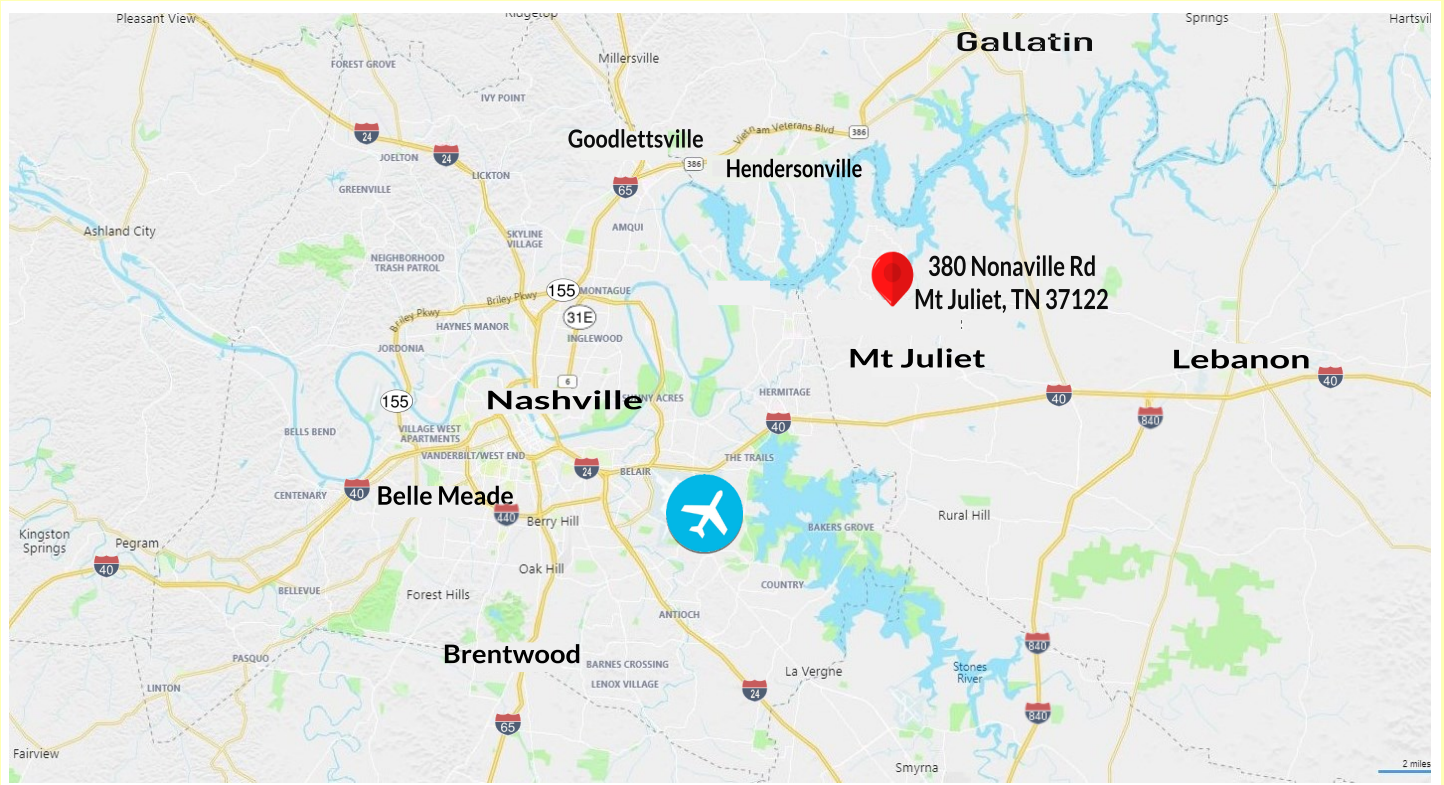 Pleasant View
Ridgetop
Springs
Hartsvil
Gallatin
Millersville
FOREST GROVE
IVY POINT
24
Goodlettsville
Vietnam Veterans Blvd
386
24
386
JOELTON
LICKTON
Hendersonville
65
GREENVILLE
AMQUI
Ashland City
SKYLINE
VILLAGE
NEIGHBORHOOD
TRASH PATROL
380 Nonaville Rd
Mt Juliet, TN 37122
155
MONTAGUE
Briley Pkwy
Briley Pkwy
31E
HAYNES MANOR
INGLEWOOD
JORDONIA
Mt Juliet
Lebanon
6
40
HERMITAGE
40
155
Nashville
NNY ACRES
40
840
BELLS BEND
VILLAGE WEST
APARTMENTS
VANDERBILT/WEST END
THE TRAILS
24
BELAIR
40
CENTENARY
Belle Meade
440
Berry Hill
Rural Hill
BAKERS GROVE
Kingston
Springs
Pegram
40
Oak Hill
BELLEVUE
Forest Hills
COUNTRY
ANTIOCH
840
Brentwood
PASQUO
BARNES CROSSING
La Vergne
Stones
River
LINTON
LENOX VILLAGE
24
840
65
Fairview
Smyrna
2 miles